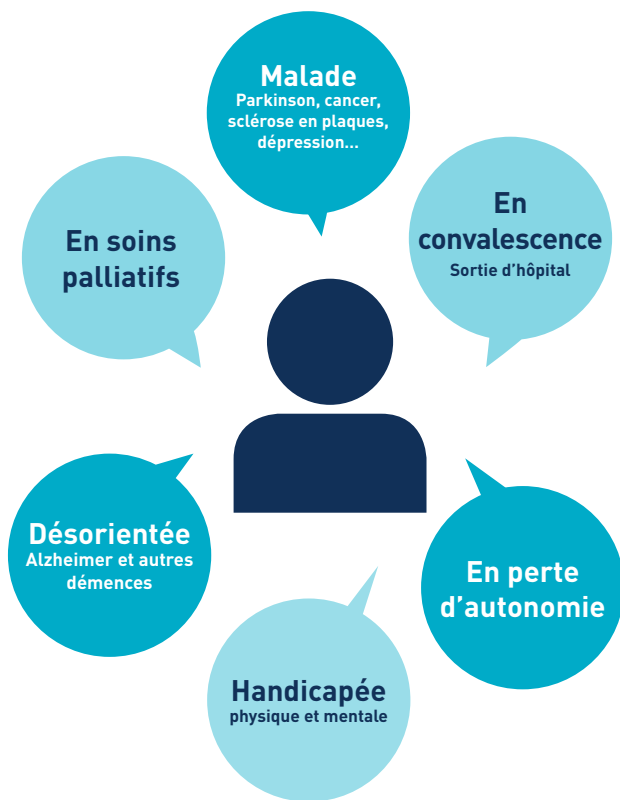 Malade
Parkinson, cancer,
sclérose en plaques,
dépression...
En
convalescence
Sortie d'hôpital
En soins
palliatifs
Désorientée
Alzheimer et autres
démences
En perte
d'autonomie
Handicapée
physique et mentale